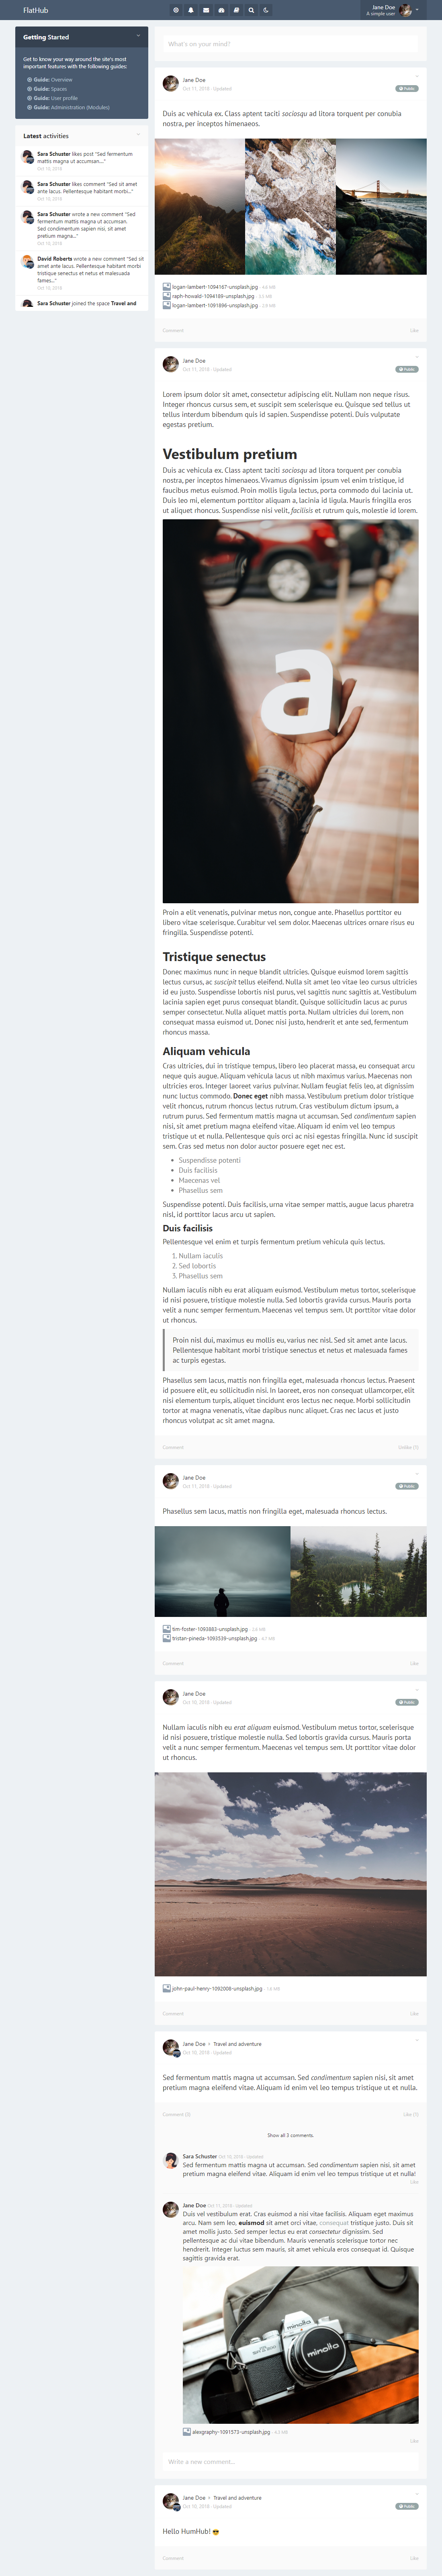 FlatHub
Jane Doe
A simple user
Getting Started
Get to know your way around the site's most
important features with the following guides:
Guide: Overview
Guide: Spaces
Guide: User profile
Guide: Administration (Modules)
Latest activities
Sara Schuster likes post "Sed fermentum
mattis magna ut accumsan...."
Oct 10, 2018
Sara Schuster likes comment "Sed sit amet
ante lacus. Pellentesque habitant morbi..."
Oct 10, 2018
Sara Schuster wrote a new comment "Sed
fermentum mattis magna ut accumsan.
Sed condimentum sapien nisi, sit amet
pretium magna..."
Oct 10, 2018
David Roberts wrote a new comment "Sed sit
amet ante lacus. Pellentesque habitant morbi
tristique senectus et netus et malesuada
fames..."
Oct 10, 2018
Sara Schuster joined the space Travel and
What's on your mind?
Jane Doe
Oct 11, 2018 · Updated
Public
Duis ac vehicula ex. Class aptent taciti sociosqu ad litora torquent per conubia
nostra, per inceptos himenaeos.
logan-lambert-1094187-unsplash.jpg
raph-howald-1094189-unsplash.jpg
logan-lambert-1091896-unsplash.jpg
Comment
Like
Jane Doe
Oct 11, 2018 · Updated
Public
Lorem ipsum dolor sit amet, consectetur adipiscing elit. Nullam non neque risus.
Integer rhoncus cursus sem, et suscipit sem scelerisque eu. Quisque sed tellus ut
tellus interdum bibendum quis id sapien. Suspendisse potenti. Duis vulputate
egestas pretium.
Vestibulum pretium
Duis ac vehicula ex. Class aptent taciti sociosqu ad litora torquent per conubia
nostra, per inceptos himenaeos. Vivamus dignissim ipsum vel enim tristique, id
faucibus metus euismod. Proin mollis ligula lectus, porta commodo dui lacinia ut.
Duis leo mi, elementum porttitor aliquam a, lacinia id ligula. Mauris fringilla eros
ut aliquet rhoncus. Suspendisse nisi velit, facilisis et rutrum quis, molestie id lorem.
a
Proin a elit venenatis, pulvinar metus non, congue ante. Phasellus porttitor eu
libero vitae scelerisque. Curabitur vel sem dolor. Maecenas ultrices ornare risus eu
fringilla. Suspendisse potenti.
Tristique senectus
Donec maximus nunc in neque blandit ultricies. Quisque euismod lorem sagittis
lectus cursus, ac suscipit tellus eleifend. Nulla sit amet leo vitae leo cursus ultricies
id eu justo. Suspendisse lobortis nisl purus, vel sagittis nunc sagittis at. Vestibulum
lacinia sapien eget purus consequat blandit. Quisque sollicitudin lacus ac purus
semper consectetur. Nulla aliquet mattis porta. Nullam ultricies dui lorem, non
consequat massa euismod ut. Donec nisi justo, hendrerit et ante sed, fermentum
rhoncus massa.
Aliquam vehicula
Cras ultricies, dui in tristique tempus, libero leo placerat massa, eu consequat arcu
neque quis augue. Aliquam vehicula lacus ut nibh maximus varius. Maecenas non
ultricies eros. Integer laoreet varius pulvinar. Nullam feugiat felis leo, at dignissim
nunc luctus commodo. Donec eget nibh massa. Vestibulum pretium dolor tristique
velit rhoncus, rutrum rhoncus lectus rutrum. Cras vestibulum dictum ipsum, a
rutrum purus. Sed fermentum mattis magna ut accumsan. Sed condimentum sapien
nisi, sit amet pretium magna eleifend vitae. Aliquam id enim vel leo tempus
tristique ut et nulla. Pellentesque quis orci ac nisi egestas fringilla. Nunc id suscipit
sem. Cras sed metus non dolor auctor posuere eget nec est.
Suspendisse potenti
Duis facilisis
Maecenas vel
Phasellus sem
Suspendisse potenti. Duis facilisis, urna vitae semper mattis, augue lacus pharetra
nisl, id porttitor lacus arcu ut sapien.
Duis facilisis
Pellentesque vel enim et turpis fermentum pretium vehicula quis lectus.
1. Nullam iaculis
2. Sed lobortis
3. Phasellus sem
Nullam iaculis nibh eu erat aliquam euismod. Vestibulum metus tortor, scelerisque
id nisi posuere, tristique molestie nulla. Sed lobortis gravida cursus. Mauris porta
velit a nunc semper fermentum. Maecenas vel tempus sem. Ut porttitor vitae dolor
ut rhoncus.
Proin nisl dui, maximus eu mollis eu, varius nec nisl. Sed sit amet ante lacus.
Pellentesque habitant morbi tristique senectus et netus et malesuada fames
ac turpis egestas.
Phasellus sem lacus, mattis non fringilla eget, malesuada rhoncus lectus. Praesent
id posuere elit, eu sollicitudin nisi. In laoreet, eros non consequat ullamcorper, elit
nisi elementum turpis, aliquet tincidunt eros lectus nec neque. Morbi sollicitudin
tortor at magna venenatis, vitae dapibus nunc aliquet. Cras nec lacus et justo
rhoncus volutpat ac sit amet magna.
Comment
Unlike (1)
Jane Doe
Oct 11, 2018 · Updated
Public
Phasellus sem lacus, mattis non fringilla eget, malesuada rhoncus lectus.
tim-foster-1093883-unsplash.jpg
tristan-pineda-1093539-unsplash.jpg
Comment
Like
Jane Doe
Oct 10, 2018 · Updated
Public
Nullam iaculis nibh eu erat aliquam euismod. Vestibulum metus tortor, scelerisque
id nisi posuere, tristique molestie nulla. Sed lobortis gravida cursus. Mauris porta
velit a nunc semper fermentum. Maecenas vel tempus sem. Ut porttitor vitae dolor
ut rhoncus.
john-paul-henry-1092008-unsplash.jpg
Comment
Like
Jane Doe Travel and adventure
Oct 10, 2018 · Updated
Sed fermentum mattis magna ut accumsan. Sed condimentum sapien nisi, sit amet
pretium magna eleifend vitae. Aliquam id enim vel leo tempus tristique ut et nulla.
Comment (3)
Like (1)
Show all 3 comments.
Sara Schuster Oct 10, 2018 · Updated
Sed fermentum mattis magna ut accumsan. Sed condimentum sapien nisi, sit amet
pretium magna eleifend vitae. Aliquam id enim vel leo tempus tristique ut et nulla!
Like
Jane Doe Oct 11, 2018 · Updated
Duis vel vestibulum erat. Cras euismod a nisi vitae facilisis. Aliquam eget maximus
arcu. Nam sem leo, euismod sit amet orci vitae, consequat tristique justo. Duis sit
amet mollis justo. Sed semper lectus eu erat consectetur dignissim. Sed
pellentesque ac dui vitae bibendum. Mauris venenatis scelerisque tortor nec
hendrerit. Integer luctus sem mauris, sit amet vehicula eros consequat id. Quisque
sagittis gravida erat.
minolta
alexgraphy-1091573-unsplash.jpg
Like
Write a new comment...
Jane Doe Travel and adventure
Oct 10, 2018 · Updated
Public
Hello HumHub! 😎
Comment
Like